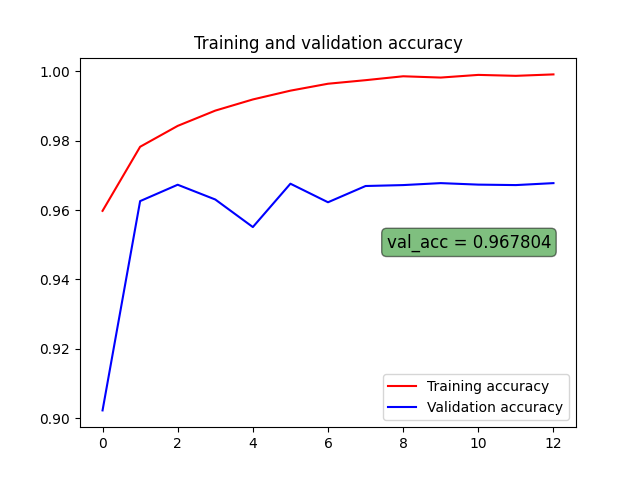 Training and validation accuracy
1.00
0.98
0.96
0.94
0.92
0.90
val_acc = 0.967804
Training accuracy
Validation accuracy
0 2 4 6 8 10 12